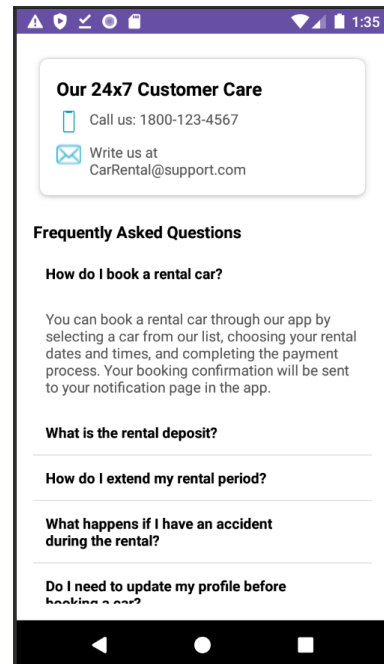 1:35
Our 24x7 Customer Care
Call us: 1800-123-4567
Write us at
CarRental@support.com
Frequently Asked Questions
How do I book a rental car?
You can book a rental car through our app by
selecting a car from our list, choosing your rental
dates and times, and completing the payment
process. Your booking confirmation will be sent
to your notification page in the app.
What is the rental deposit?
How do I extend my rental period?
What happens if I have an accident
during the rental?
Do I need to update my profile before
booking a car?